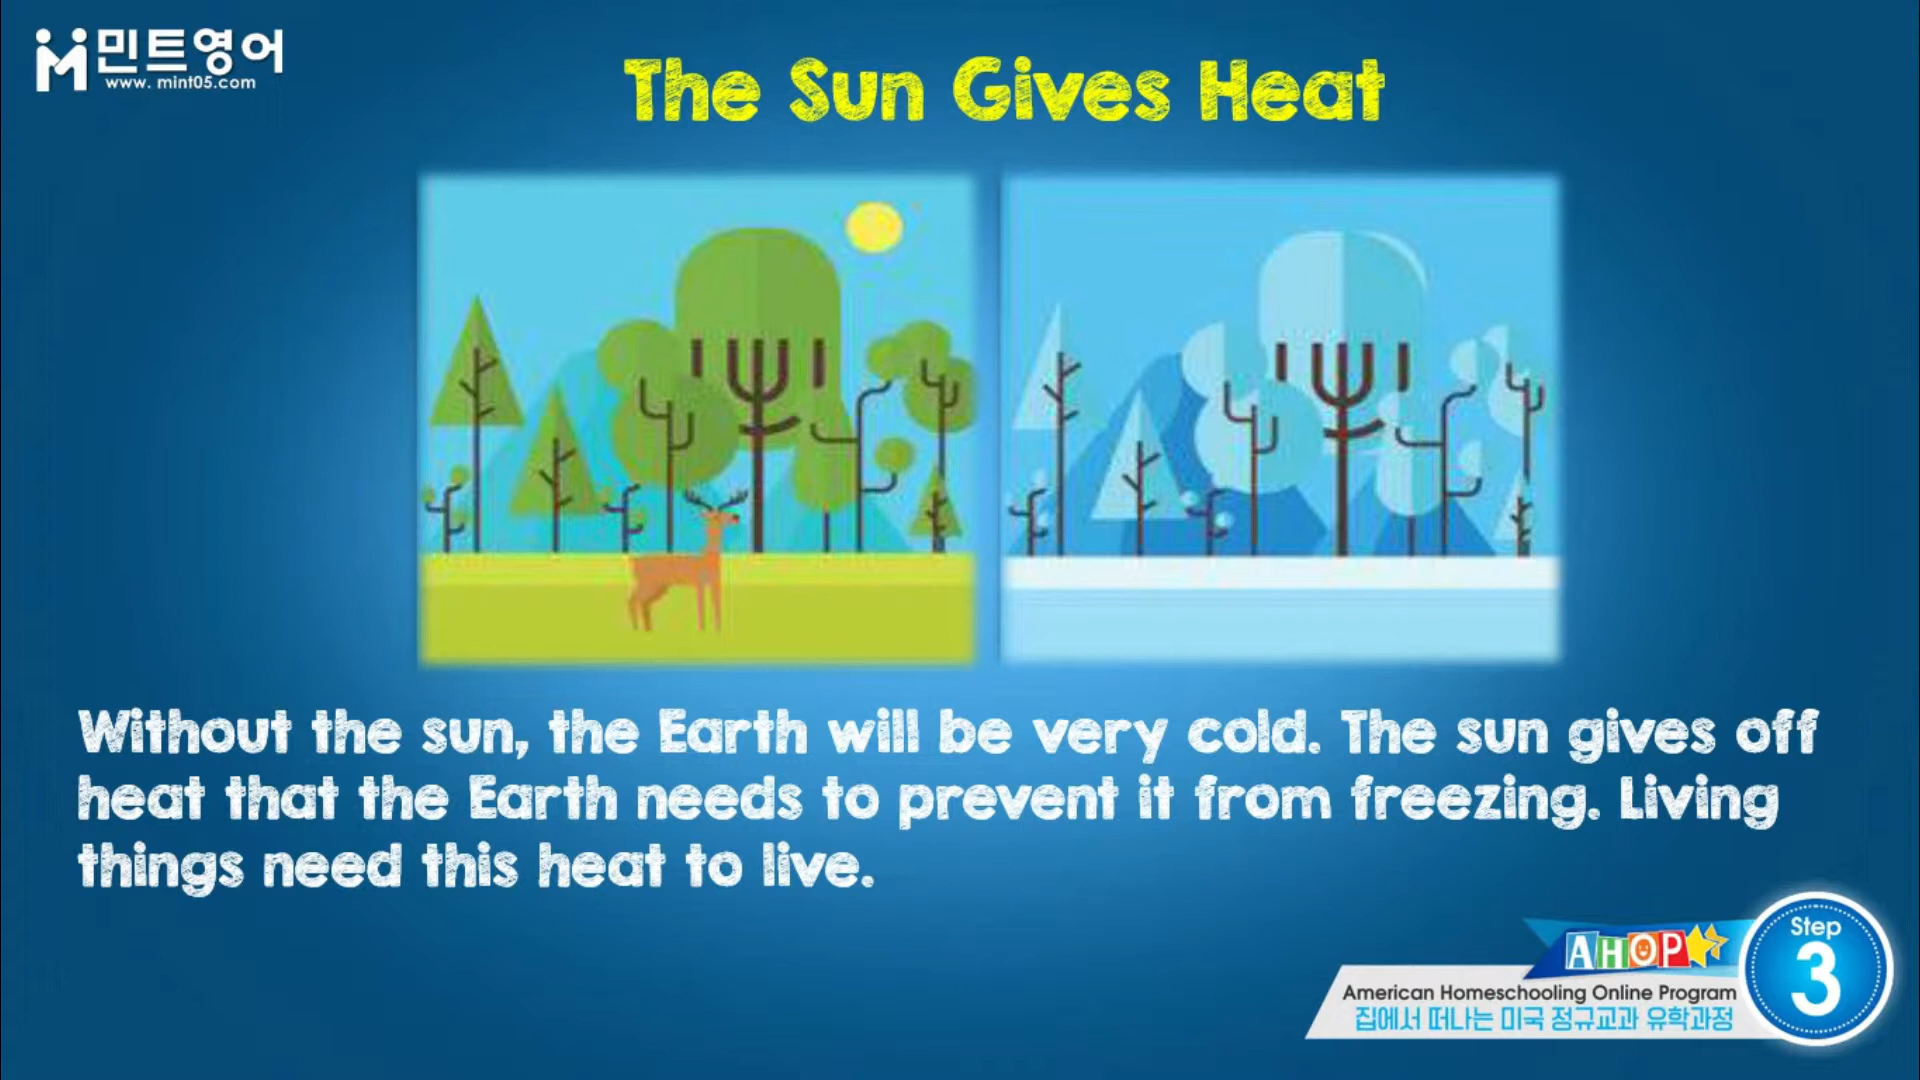 민트영어
www. mint05.com
The Sun Gives Heat
Without the sun, the Earth will be very cold. The sun gives off
heat that the Earth needs to prevent it from freezing. Living
things need this heat to live.
Step
3
AHOP
American Homeschooling Online Program
집에서 떠나는 미국 정규교과 유학과정